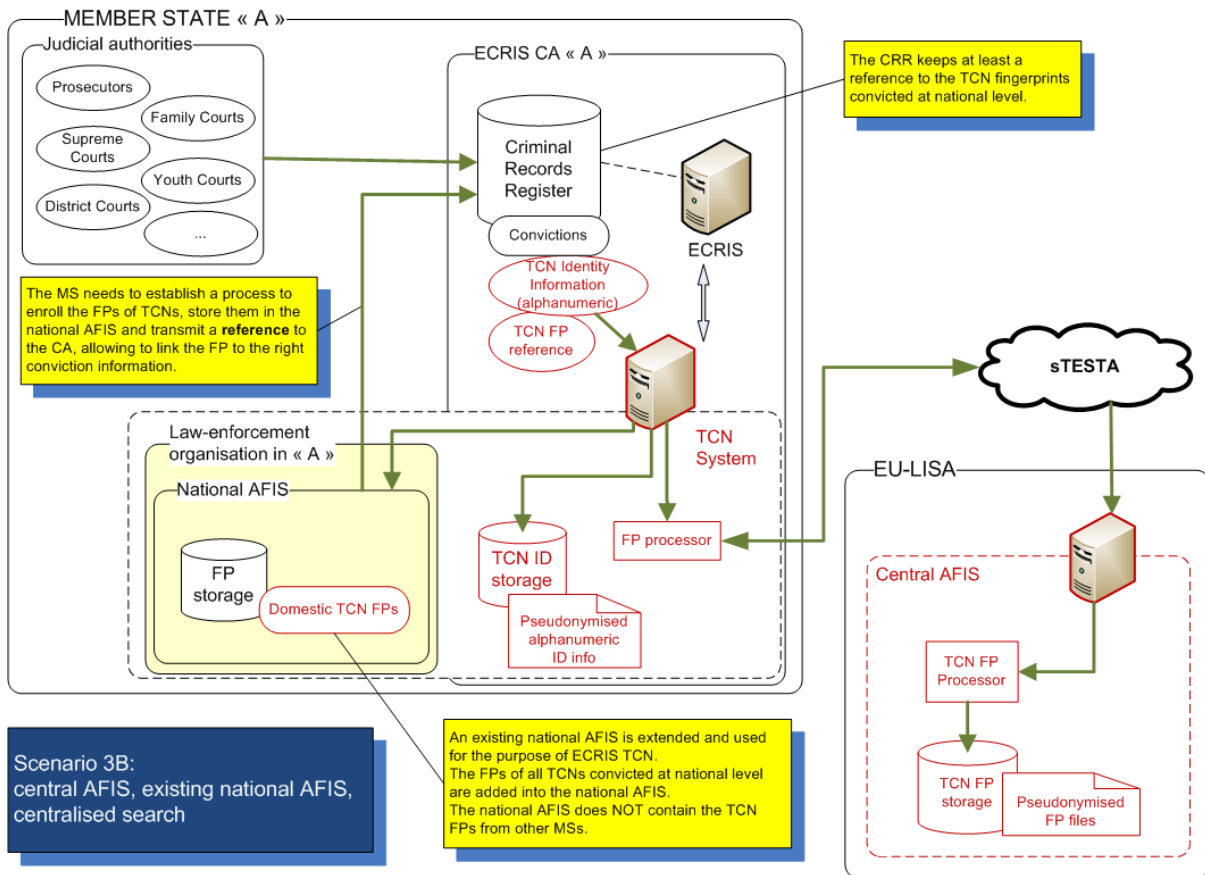 MEMBER STATE « A »
Judicial authorities
Prosecutors
Family Courts
Supreme
Courts
Youth Courts
District Courts
...
ECRIS CA « A »
Criminal
Records
Register
Convictions
TCN Identity
Information
(alphanumeric)
TCN FP
reference
ECRIS
The CRR keeps at least a
reference to the TCN fingerprints
convicted at national level.
The MS needs to establish a process to
enroll the FPs of TCNs, store them in the
national AFIS and transmit a reference to
the CA, allowing to link the FP to the right
conviction information.
Law-enforcement
organisation in « A »
National AFIS
FP
storage
Domestic TCN FPs
TCN
System
TCN ID
storage
Pseudonymised
alphanumeric
ID info
FP processor
sTESTA
EU-LISA
Central AFIS
TCN FP
Processor
TCN FP
storage
Pseudonymised
FP files
Scenario 3B:
central AFIS, existing national AFIS,
centralised search
An existing national AFIS is extended and used
for the purpose of ECRIS TCN.
The FPs of all TCNs convicted at national level
are added into the national AFIS.
The national AFIS does NOT contain the TCN
FPs from other MSs.